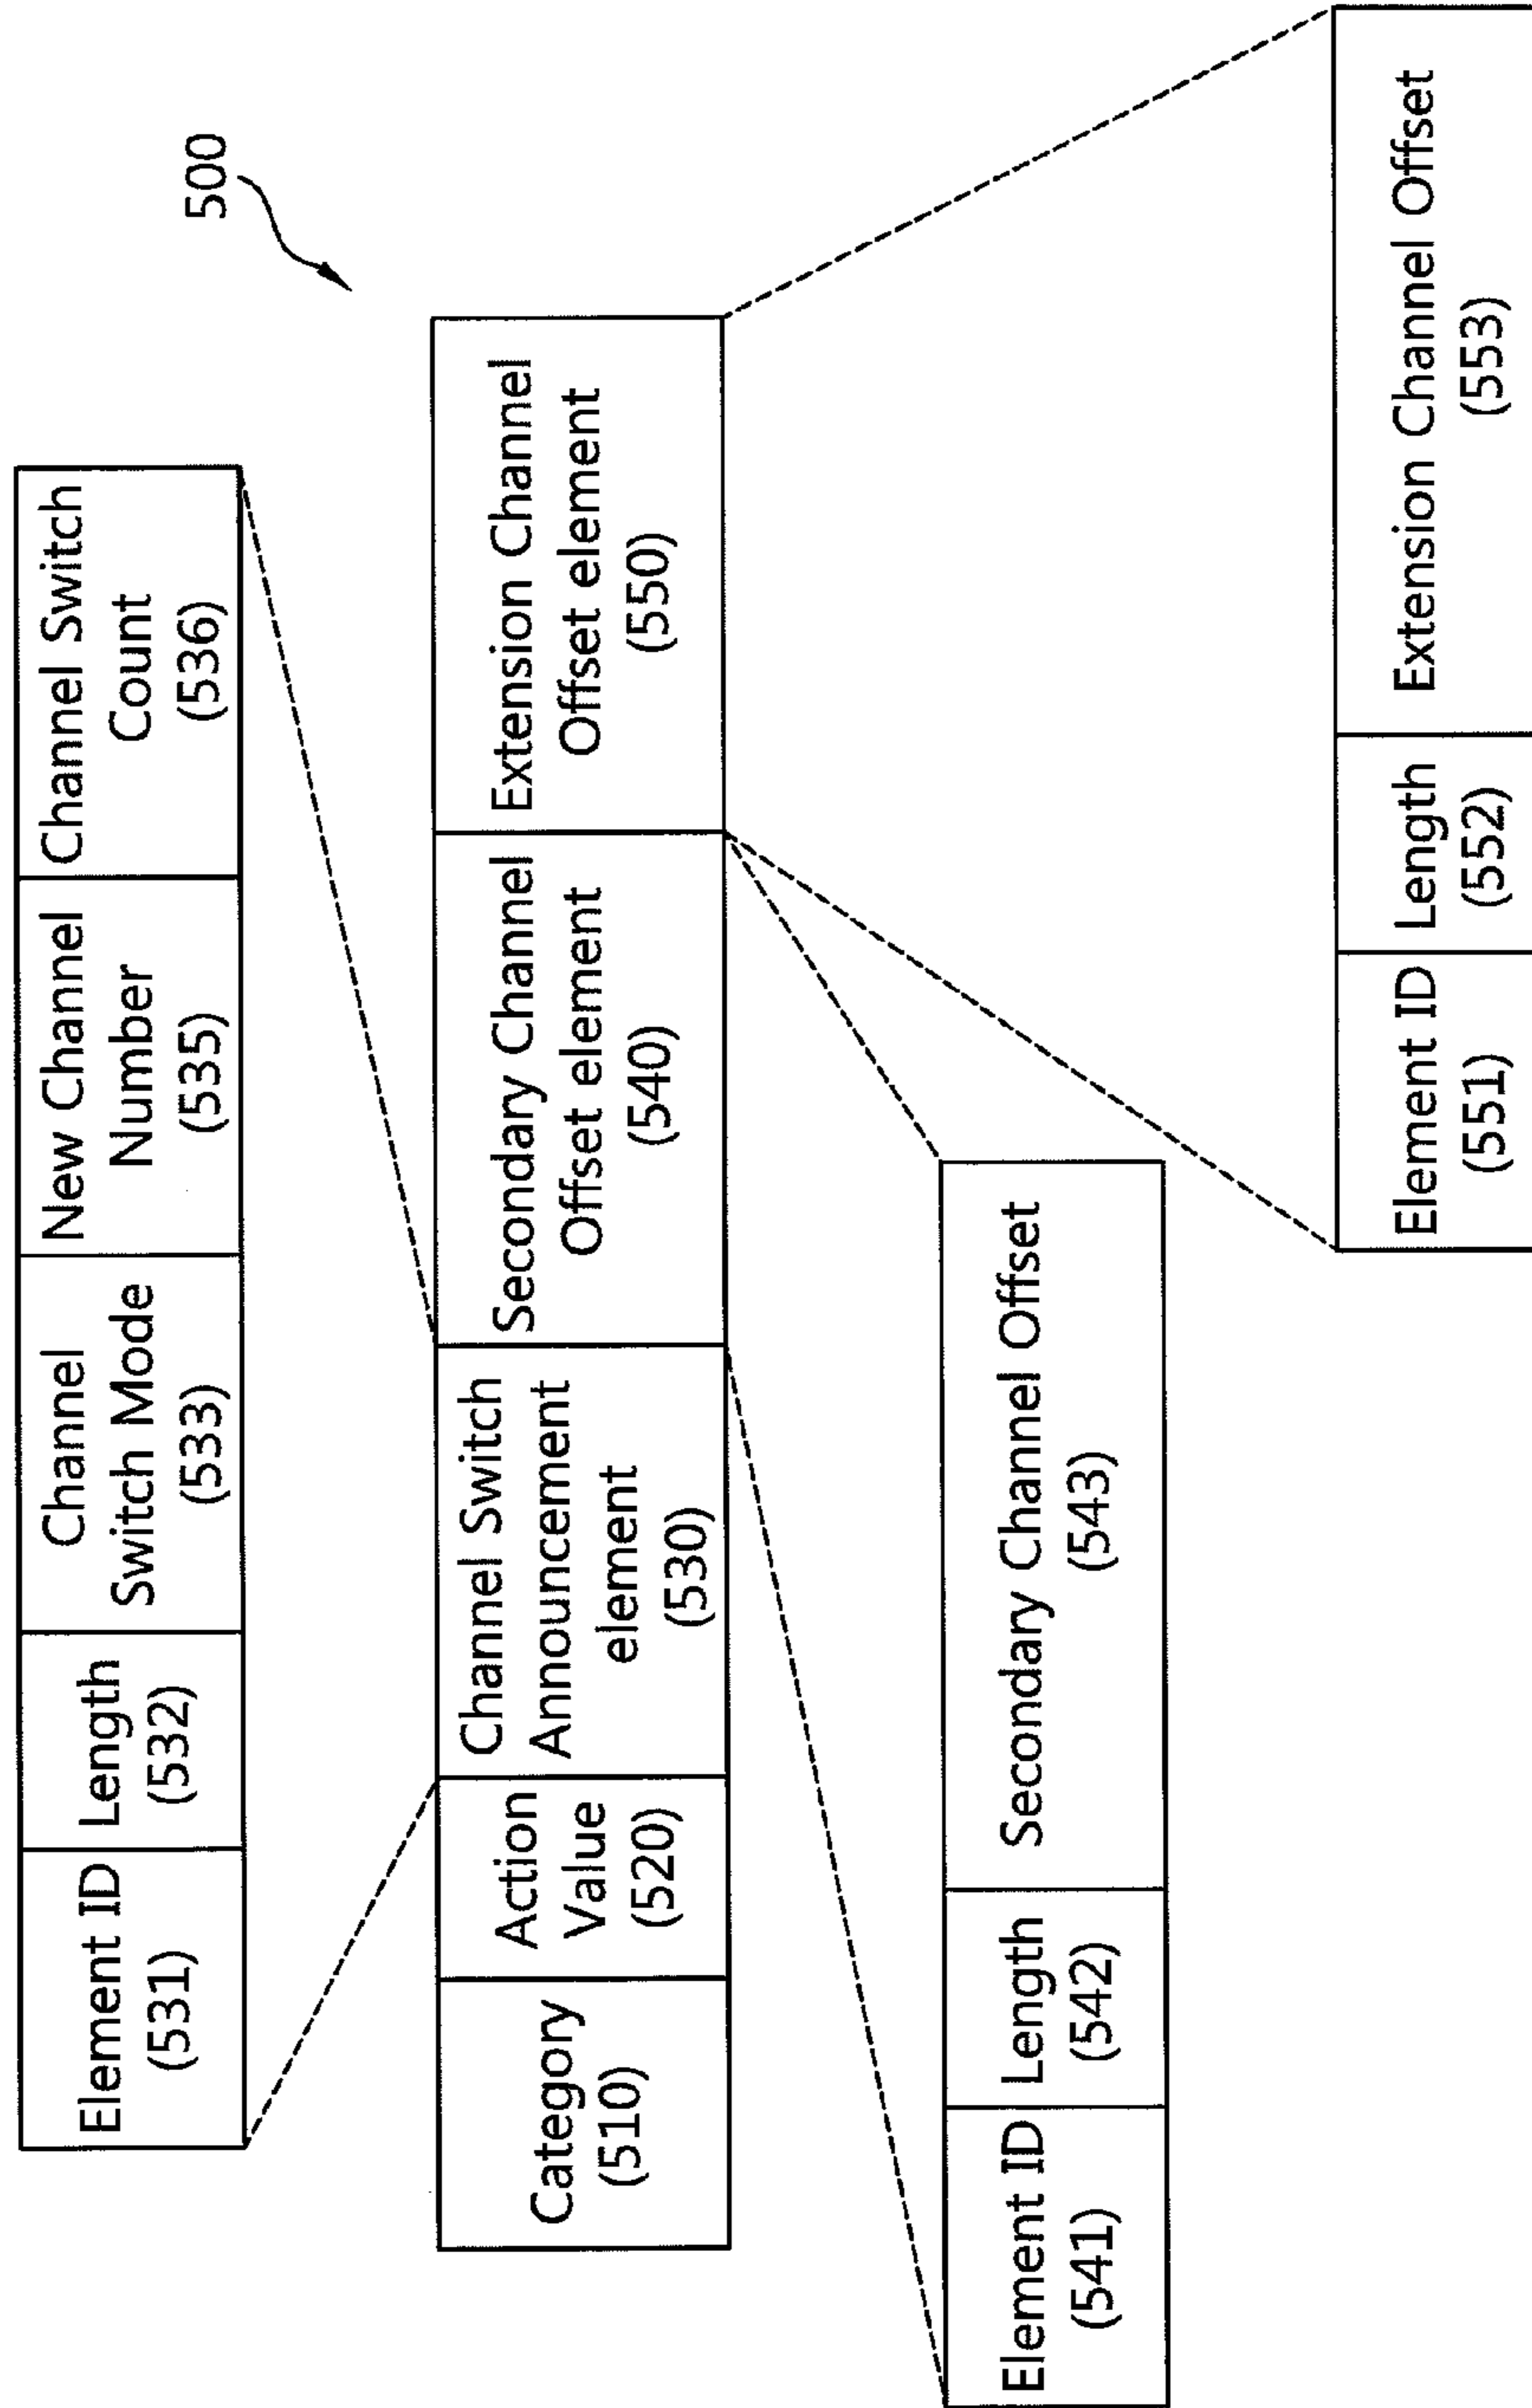 500
Element ID
(531)
Length
(532)
Channel
Switch Mode
(533)
New Channel
Number
(535)
Channel Switch
Count
(536)
Category
(510)
Action
Value
(520)
Channel Switch
Announcement
element
(530)
Secondary Channel
Offset element
(540)
Extension Channel
Offset element
(550)
Element ID
(541)
Length
(542)
Secondary Channel Offset
(543)
Element ID
(551)
Length
(552)
Extension Channel Offset
(553)